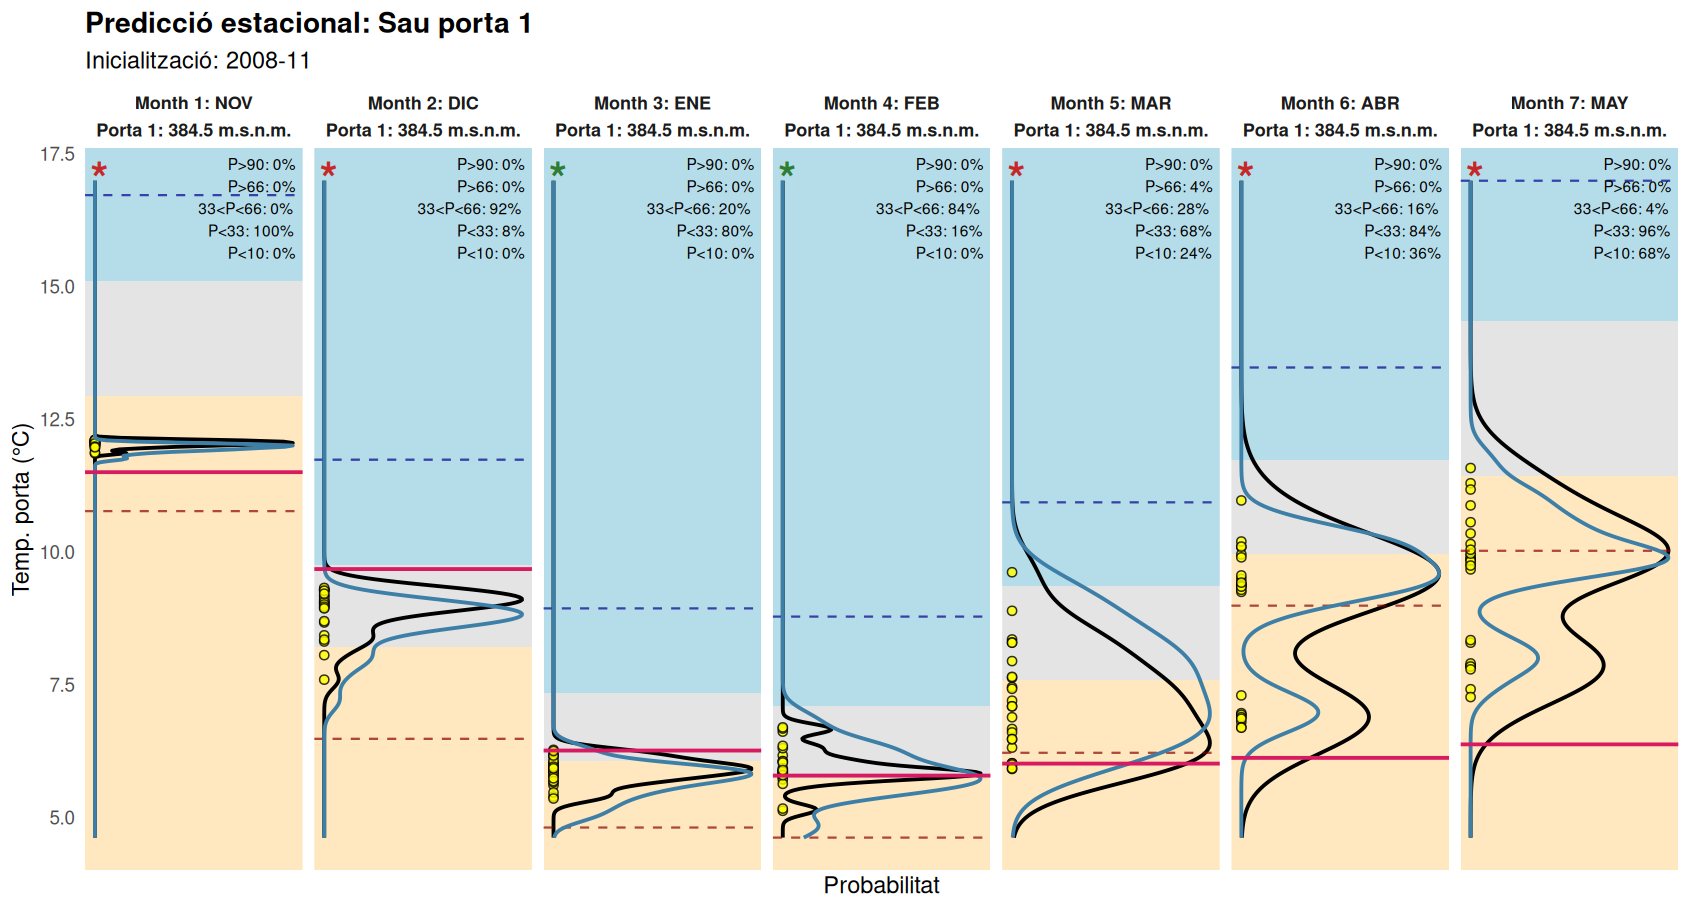 Predicció estacional: Sau porta 1
Inicialització: 2008-11
Month 1: NOV
Porta 1: 384.5 m.s.n.m.
Month 2: DIC
Porta 1: 384.5 m.s.n.m.
Month 3: ENE
Porta 1: 384.5 m.s.n.m.
Month 4: FEB
Porta 1: 384.5 m.s.n.m.
Month 5: MAR
Porta 1: 384.5 m.s.n.m.
Month 6: ABR
Porta 1: 384.5 m.s.n.m.
Month 7: MAY
Porta 1: 384.5 m.s.n.m.
Temp. porta (°C)
17.5
15.0
12.5
10.0
7.5
5.0
*
P>90: 0%
P>66: 0%
33<P<66: 0%
P<33: 100%
P<10: 0%
*
P>90: 0%
P>66: 0%
33<P<66: 92%
P<33: 8%
P<10: 0%
*
P>90: 0%
P>66: 0%
33<P<66: 20%
P<33: 80%
P<10: 0%
*
P>90: 0%
P>66: 0%
33<P<66: 84%
P<33: 16%
P<10: 0%
*
P>90: 0%
P>66: 4%
33<P<66: 28%
P<33: 68%
P<10: 24%
*
P>90: 0%
P>66: 0%
33<P<66: 16%
P<33: 84%
P<10: 36%
*
P>90: 0%
P>66: 0%
33<P<66: 4%
P<33: 96%
P<10: 68%
Probabilitat